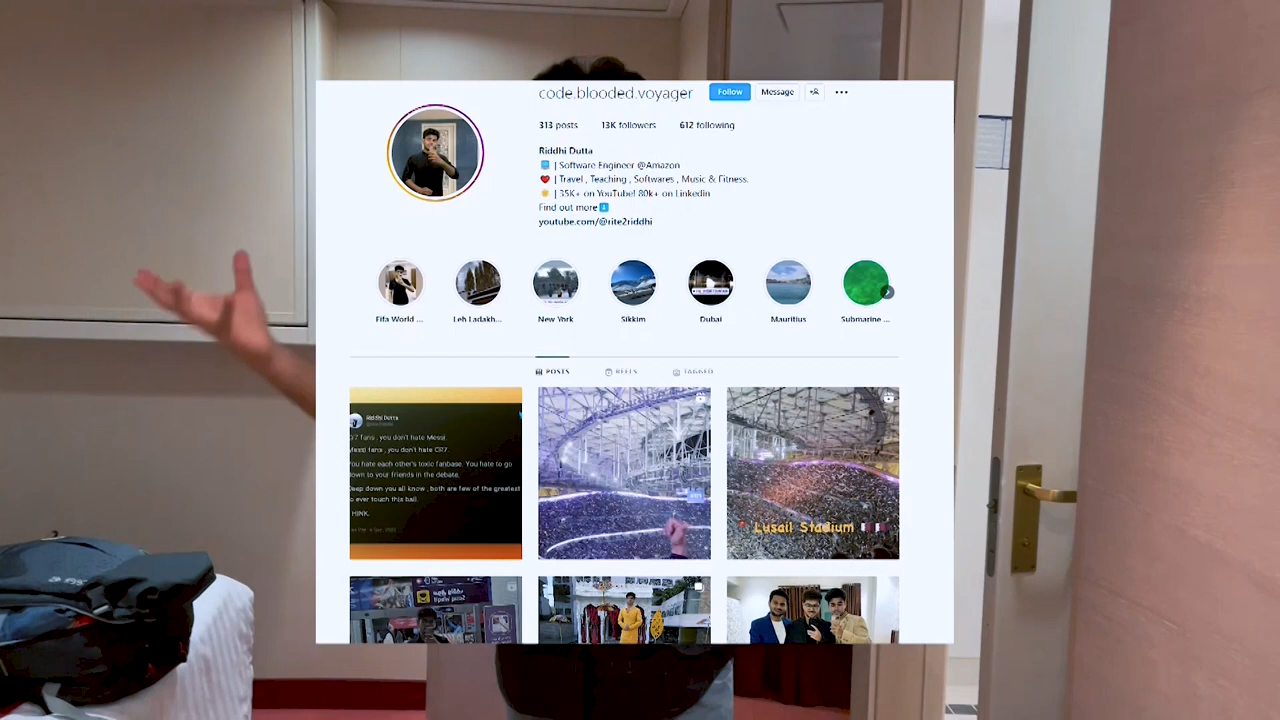 code.blooded.voyager Follow Message
313 posts 13K followers 612 following
Riddhi Dutta
| Software Engineer @Amazon
| Travel , Teaching , Softwares , Music & Fitness.
| 35K+ on YouTube! 80k+ on Linkedin
Find out more
youtube.com/@rite2riddhi
Fifa World ... Leh Ladakh... New York Sikkim Dubai Mauritius Submarine ...
POSTS REELS TAGGED
Riddhi Dutta
fans , you don't hate Messi.
Messi fans , you don't hate CR7.
You hate each other's toxic fanbase. You hate to go
down to your friends in the debate.
Deep down you all know , both are few of the greatest
to ever touch this ball.
THINK.
Lusail Stadium